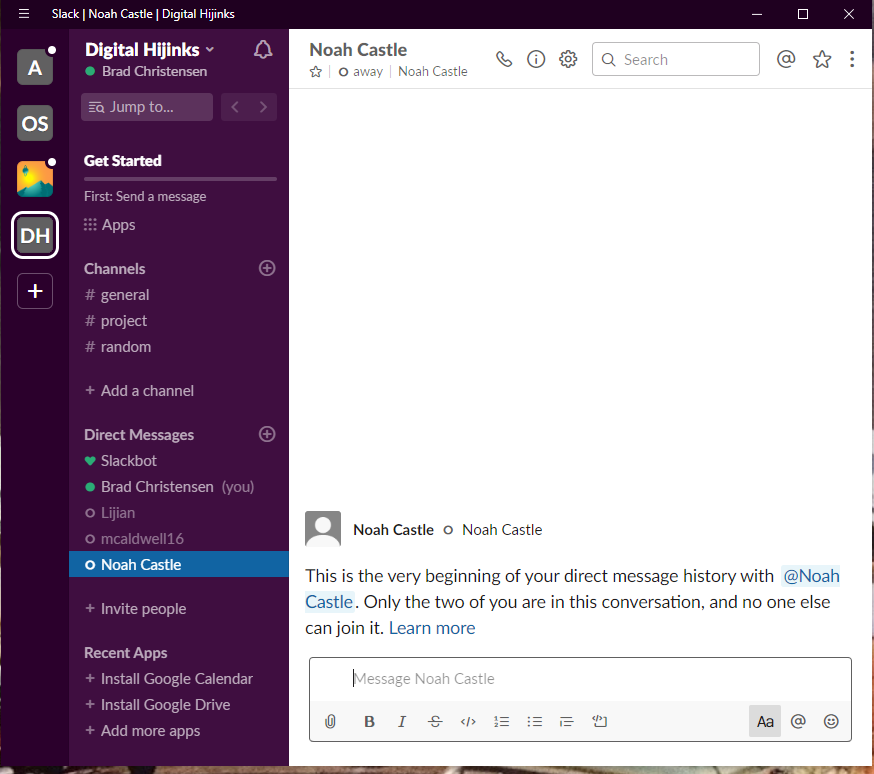 Slack | Noah Castle | Digital Hijinks
A
OS
DH
Digital Hijinks
Brad Christensen
Jump to...
Get Started
First: Send a message
Apps
Channels
# general
# project
# random
+ Add a channel
Direct Messages
Slackbot
Brad Christensen (you)
Lijian
mcaldwell16
Noah Castle
+ Invite people
Recent Apps
+ Install Google Calendar
+ Install Google Drive
+ Add more apps
Noah Castle
away | Noah Castle
Search
@
Noah Castle Noah Castle
This is the very beginning of your direct message history with @Noah
Castle. Only the two of you are in this conversation, and no one else
can join it. Learn more
Message Noah Castle
B I S </> Aa @